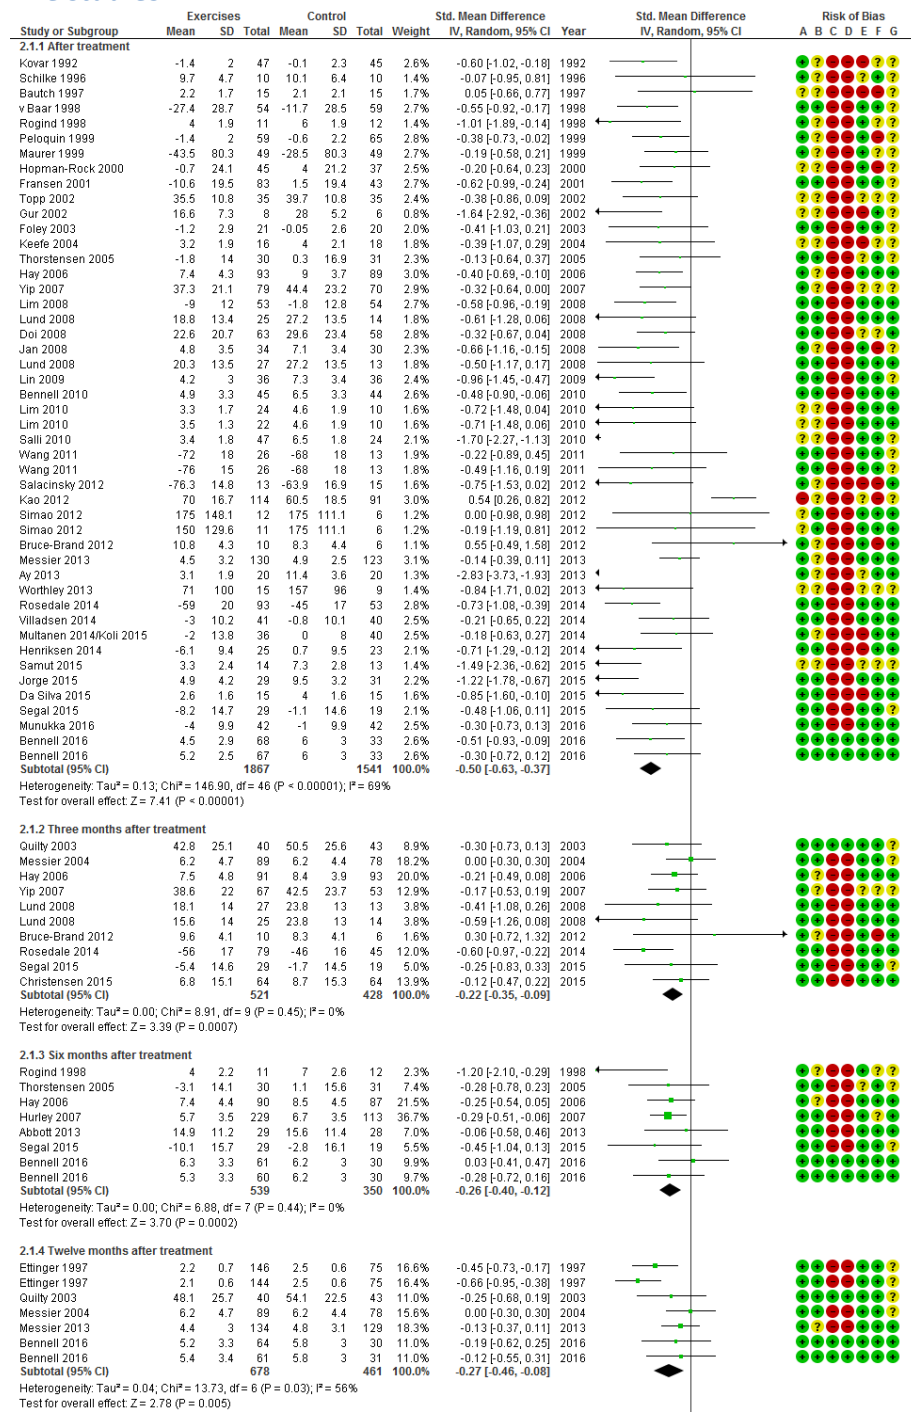 Exercises Control Std. Mean Difference Std. Mean Difference Risk of Bias
Study or Subgroup Mean SD Total Mean SD Total Weight IV, Random, 95% CI Year IV, Random, 95% CI A B C D E F G
2.1.1 After treatment
Kovar 1992 -1.4 2 47 -0.1 2.3 45 2.6% -0.60 [-1.02, -0.18] 1992
Schilke 1996 9.7 4.7 10 10.1 6.4 10 1.2% -0.07 [-0.95, 0.81] 1996
Bautch 1997 2.2 1.7 15 2.1 2.1 15 1.7% 0.05 [-0.66, 0.77] 1997
v Baar 1998 -27.4 28.7 54 -11.7 28.5 59 2.8% -0.55 [-0.92, -0.17] 1998
Rogind 1998 4 1.9 11 6 1.9 12 1.3% -1.01 [-1.89, -0.14] 1998
Peloquin 1999 -1.4 2 59 -0.6 2.2 65 2.8% -0.38 [-0.73, -0.02] 1999
Maurer 1999 -43.5 80.3 49 -28.5 80.3 49 2.7% -0.19 [-0.58, 0.21] 1999
Hopman-Rock 2000 -0.7 24.1 45 4 21.2 37 2.5% -0.20 [-0.64, 0.23] 2000
Fransen 2001 -10.6 19.5 83 1.5 19.4 43 2.7% -0.62 [-0.99, -0.24] 2001
Topp 2002 35.5 10.8 35 39.7 10.8 35 2.4% -0.38 [-0.86, 0.09] 2002
Gur 2002 16.6 7.3 8 28 5.2 6 0.8% -1.64 [-2.92, -0.36] 2002
Foley 2003 -1.2 2.9 21 -0.05 2.6 20 2.0% -0.41 [-1.03, 0.21] 2003
Keefe 2004 3.2 1.9 16 4 2.1 18 1.8% -0.39 [-1.07, 0.29] 2004
Thorstensen 2005 -1.8 14 30 0.3 16.9 31 2.3% -0.13 [-0.64, 0.37] 2005
Hay 2006 7.4 4.3 93 9 3.7 89 3.0% -0.40 [-0.69, -0.10] 2006
Yip 2007 37.3 21.1 79 44.4 23.2 70 2.9% -0.32 [-0.64, 0.00] 2007
Lim 2008 -9 12 53 -1.8 12.8 54 2.7% -0.58 [-0.96, -0.19] 2008
Lund 2008 18.8 13.4 25 27.2 13.5 14 1.8% -0.61 [-1.28, 0.06] 2008
Doi 2008 22.6 20.7 63 29.6 23.4 58 2.8% -0.32 [-0.67, 0.04] 2008
Jan 2008 4.8 3.5 34 7.1 3.4 30 2.3% -0.66 [-1.16, -0.15] 2008
Lund 2008 20.3 13.5 27 27.2 13.5 13 1.8% -0.50 [-1.17, 0.17] 2008
Lin 2009 4.2 3 36 7.3 3.4 36 2.3% -0.96 [-1.45, -0.47] 2009
Bennell 2010 4.9 3.3 45 6.5 3.3 44 2.6% -0.48 [-0.90, -0.06] 2010
Lim 2010 3.3 1.7 24 4.6 1.9 10 1.6% -0.72 [-1.48, 0.04] 2010
Lim 2010 3.5 1.3 22 4.6 1.9 10 1.6% -0.71 [-1.48, 0.06] 2010
Salli 2010 3.4 1.8 47 6.5 1.8 24 2.1% -1.70 [-2.27, -1.13] 2010
Wang 2011 -72 18 26 -68 18 13 1.8% -0.22 [-0.89, 0.45] 2011
Wang 2011 -76 15 26 -68 18 13 1.8% -0.49 [-1.16, 0.19] 2011
Salacinsky 2012 -76.3 14.8 13 -63.9 16.9 15 1.5% -0.75 [-1.53, 0.02] 2012
Kao 2012 70 16.7 114 60.5 18.5 91 3.1% 0.54 [0.26, 0.82] 2012
Simao 2012 175 148.1 12 175 111.1 6 1.2% 0.00 [-0.98, 0.98] 2012
Simao 2012 150 129.6 11 175 111.1 6 1.2% -0.19 [-1.19, 0.81] 2012
Bruce-Brand 2012 10.8 4.3 10 8.3 4.4 6 1.1% 0.55 [-0.49, 1.58] 2012
Messier 2013 4.5 3.2 130 4.9 2.5 123 3.2% -0.14 [-0.39, 0.11] 2013
Ay 2013 3.1 1.9 20 11.4 3.6 20 1.3% -2.83 [-3.73, -1.93] 2013
Worthley 2013 71 100 15 157 96 9 1.3% -0.84 [-1.71, 0.02] 2013
Rosedale 2014 -59 20 93 -45 17 53 2.8% -0.73 [-1.08, -0.39] 2014
Villadsen 2014 -3 10.2 41 -0.8 10.1 40 2.5% -0.21 [-0.65, 0.22] 2014
Multanen 2014/Koli 2015 -2 13.8 36 0 8 40 2.5% -0.18 [-0.63, 0.27] 2014
Henriksen 2014 -6.1 9.4 25 0.7 9.5 23 2.1% -0.71 [-1.29, -0.12] 2014
Samut 2015 3.3 2.4 14 7.3 2.8 13 1.4% -1.49 [-2.36, -0.62] 2015
Jorge 2015 4.9 4.2 29 9.5 3.2 31 2.1% -1.22 [-1.78, -0.67] 2015
Da Silva 2015 2.6 1.6 15 4 1.6 15 1.6% -0.85 [-1.60, -0.10] 2015
Segal 2015 -8.2 14.7 29 -1.1 14.6 19 2.1% -0.48 [-1.06, 0.11] 2015
Munukka 2016 -4 9.9 42 -1 9.9 42 2.5% -0.30 [-0.73, 0.13] 2016
Bennell 2016 4.5 2.9 68 6 3 33 2.6% -0.51 [-0.93, -0.09] 2016
Bennell 2016 5.2 2.5 67 6 3 33 2.6% -0.30 [-0.72, 0.12] 2016
Subtotal (95% CI) 1867 1541 100.0% -0.50 [-0.63, -0.37]
Heterogeneity: Tau² = 0.13; Chi² = 146.90, df = 46 (P < 0.00001); I² = 69%
Test for overall effect: Z = 7.41 (P < 0.00001)
2.1.2 Three months after treatment
Quilty 2003 42.8 25.1 40 50.5 25.6 43 8.9% -0.30 [-0.73, 0.13] 2003
Messier 2004 6.2 4.7 89 6.2 4.4 78 18.2% 0.00 [-0.30, 0.30] 2004
Hay 2006 7.5 4.8 91 8.4 3.9 93 20.0% -0.21 [-0.49, 0.08] 2006
Yip 2007 38.6 22 67 42.5 23.7 53 12.9% -0.17 [-0.53, 0.19] 2007
Lund 2008 18.1 14 27 23.8 13 13 3.8% -0.41 [-1.08, 0.26] 2008
Lund 2008 15.6 14 25 23.8 13 14 3.8% -0.59 [-1.26, 0.08] 2008
Bruce-Brand 2012 9.6 4.1 10 8.3 4.1 6 1.6% 0.30 [-0.72, 1.32] 2012
Rosedale 2014 -56 17 79 -46 16 45 12.0% -0.60 [-0.97, -0.22] 2014
Segal 2015 -5.4 14.6 29 -1.7 14.5 19 5.0% -0.25 [-0.83, 0.33] 2015
Christensen 2015 6.8 15.1 64 8.7 15.3 64 13.9% -0.12 [-0.47, 0.22] 2015
Subtotal (95% CI) 521 428 100.0% -0.22 [-0.35, -0.09]
Heterogeneity: Tau² = 0.00; Chi² = 8.91, df = 9 (P = 0.45); I² = 0%
Test for overall effect: Z = 3.39 (P = 0.0007)
2.1.3 Six months after treatment
Rogind 1998 4 2.2 11 7 2.6 12 2.3% -1.20 [-2.10, -0.29] 1998
Thorstensen 2005 -3.1 14.1 30 1.1 15.6 31 7.4% -0.28 [-0.78, 0.23] 2005
Hay 2006 7.4 4.4 90 8.5 4.5 87 21.5% -0.25 [-0.54, 0.05] 2006
Hurley 2007 5.7 3.5 229 6.7 3.5 113 36.7% -0.29 [-0.51, -0.06] 2007
Abbott 2013 14.9 11.2 29 15.6 11.4 28 7.0% -0.06 [-0.58, 0.46] 2013
Segal 2015 -10.1 15.7 29 -2.8 16.1 19 5.5% -0.45 [-1.04, 0.13] 2015
Bennell 2016 6.3 3.3 61 6.2 3 30 9.9% 0.03 [-0.41, 0.47] 2016
Bennell 2016 5.3 3.3 60 6.2 3 30 9.7% -0.28 [-0.72, 0.16] 2016
Subtotal (95% CI) 539 350 100.0% -0.26 [-0.40, -0.12]
Heterogeneity: Tau² = 0.00; Chi² = 6.88, df = 7 (P = 0.44); I² = 0%
Test for overall effect: Z = 3.70 (P = 0.0002)
2.1.4 Twelve months after treatment
Ettinger 1997 2.2 0.7 146 2.5 0.6 75 16.6% -0.45 [-0.73, -0.17] 1997
Ettinger 1997 2.1 0.6 144 2.5 0.6 75 16.4% -0.66 [-0.95, -0.38] 1997
Quilty 2003 48.1 25.7 40 54.1 22.5 43 11.0% -0.25 [-0.68, 0.19] 2003
Messier 2004 6.2 4.7 89 6.2 4.4 78 15.9% 0.00 [-0.30, 0.30] 2004
Messier 2013 4.4 3 134 4.8 3.1 129 18.1% -0.13 [-0.37, 0.11] 2013
Bennell 2016 5.2 3.3 64 5.8 3 30 11.0% -0.19 [-0.62, 0.25] 2016
Bennell 2016 5.4 3.4 61 5.8 3 31 11.0% -0.12 [-0.55, 0.31] 2016
Subtotal (95% CI) 678 461 100.0% -0.27 [-0.46, -0.08]
Heterogeneity: Tau² = 0.04; Chi² = 13.73, df = 6 (P = 0.03); I² = 56%
Test for overall effect: Z = 2.78 (P = 0.005)